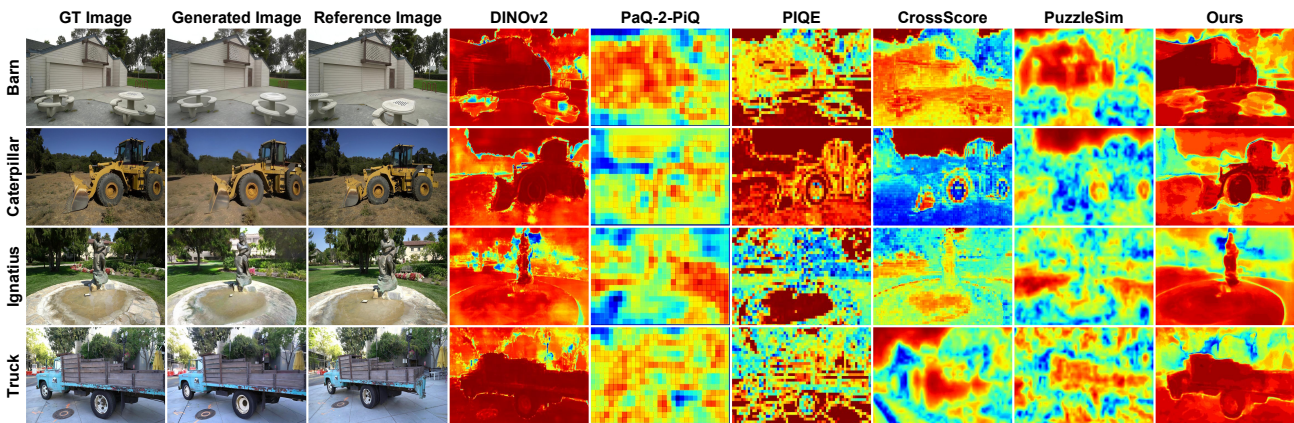 GT Image Generated Image Reference Image DINOv2 PaQ-2-PiQ PIQE CrossScore PuzzleSim Ours
Barn
Caterpillar
Ignatius
Truck